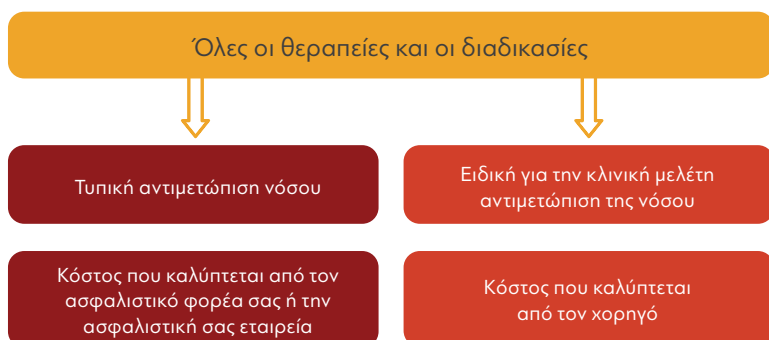 Όλες οι θεραπείες και οι διαδικασίες
Τυπική αντιμετώπιση νόσου
Ειδική για την κλινική μελέτη
αντιμετώπιση της νόσου
Κόστος που καλύπτεται από τον
ασφαλιστικό φορέα σας ή την
ασφαλιστική σας εταιρεία
Κόστος που καλύπτεται
από τον χορηγό